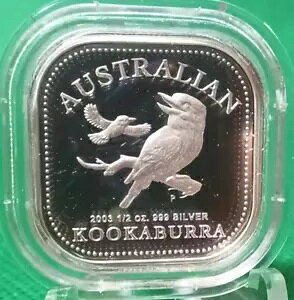 AUSTRALIAN
P
2003 1/2 oz. 999 SILVER
KOOKABURRA